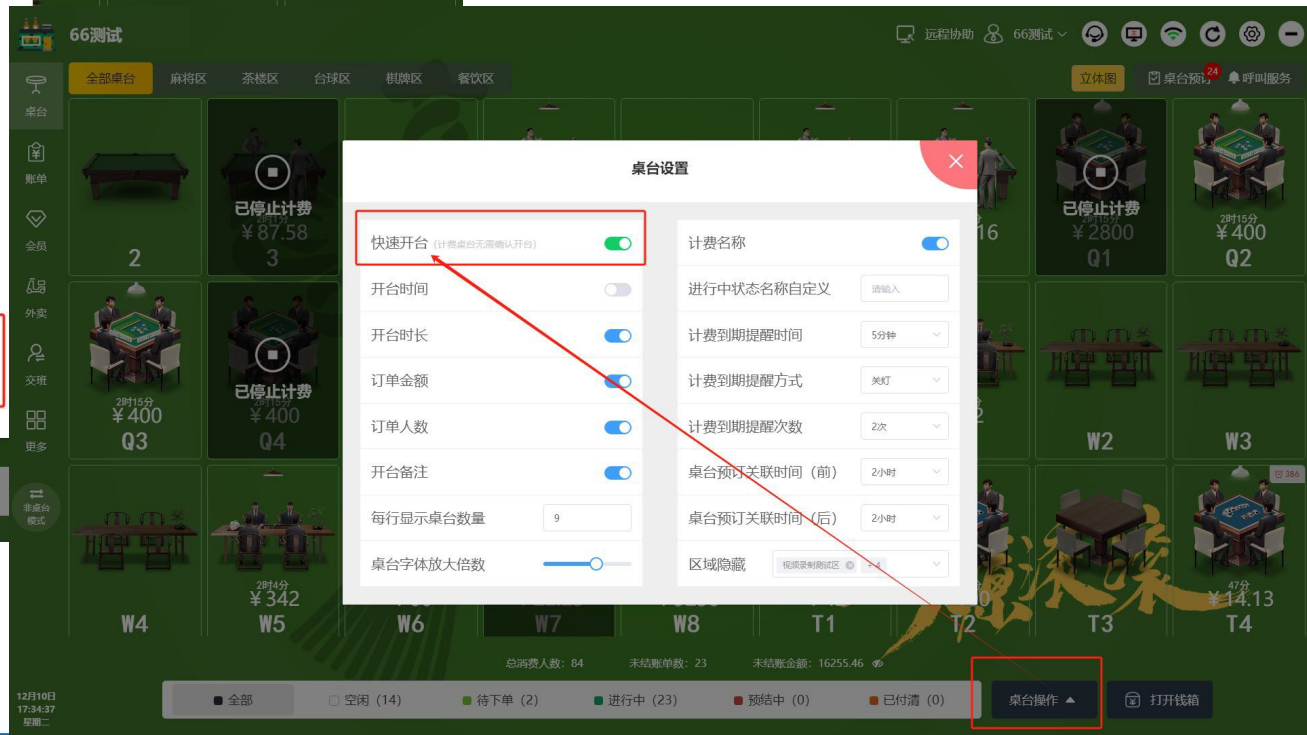 66测试
远程协助
66测试
全部桌台 麻将区 茶楼区 台球区 棋牌区 餐饮区
立体图
桌台预订
24
呼叫服务
桌台
账单
会员
外卖
交班
更多
非桌台
模式
2
已停止计费
2时1分
¥87.58
3
16
已停止计费
¥2800
Q1
2时15分
¥400
Q2
2时15分
¥400
Q3
已停止计费
¥400
Q4
W2
W3
W4
2时4分
¥342
W5
W6
W7
W8
T1
T2
T3
386
47分
¥14.13
T4
桌台设置
快速开台 (计费桌台无需确认开台)
开台时间
开台时长
订单金额
订单人数
开台备注
每行显示桌台数量 9
桌台字体放大倍数
计费名称
进行中状态名称自定义 请输入
计费到期提醒时间 5分钟
计费到期提醒方式 关灯
计费到期提醒次数 2次
桌台预订关联时间（前） 2小时
桌台预订关联时间（后） 2小时
区域隐藏 视频录制测试区 + 4
总消费人数: 84 未结账单数: 23 未结账金额: 16255.46
12月10日
17:34:37
星期二
全部 空闲 (14) 待下单 (2) 进行中 (23) 预结中 (0) 已付清 (0)
桌台操作
打开钱箱